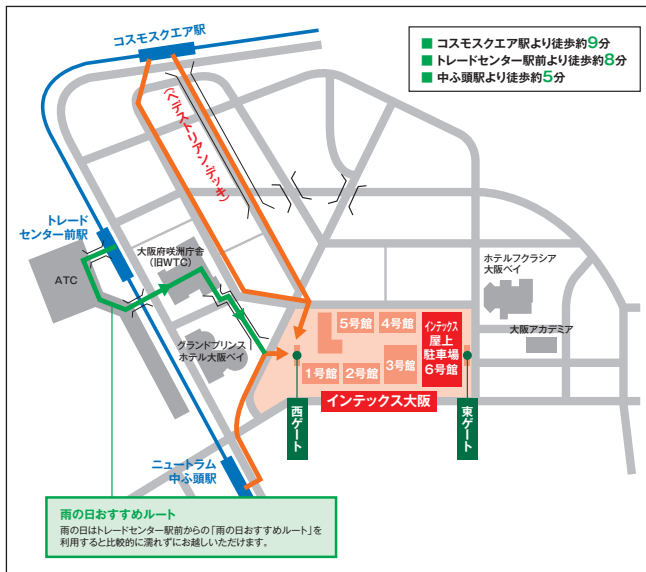 コスモスクエア駅
■ コスモスクエア駅より徒歩約9分
■ トレードセンター駅前より徒歩約8分
■ 中ふ頭駅より徒歩約5分
(ペデストリアン・デッキ)
トレード
センター前駅
ATC
大阪府咲洲庁舎
(旧WTC)
グランドプリンス
ホテル大阪ベイ
ホテルフクラシア
大阪ベイ
大阪アカデミア
5号館
4号館
インテックス
屋上
駐車場
6号館
1号館
2号館
3号館
インテックス大阪
西ゲート
東ゲート
ニュートラム
中ふ頭駅
雨の日おすすめルート
雨の日はトレードセンター駅前からの「雨の日おすすめルート」を
利用すると比較的に濡れずにお越しいただけます。